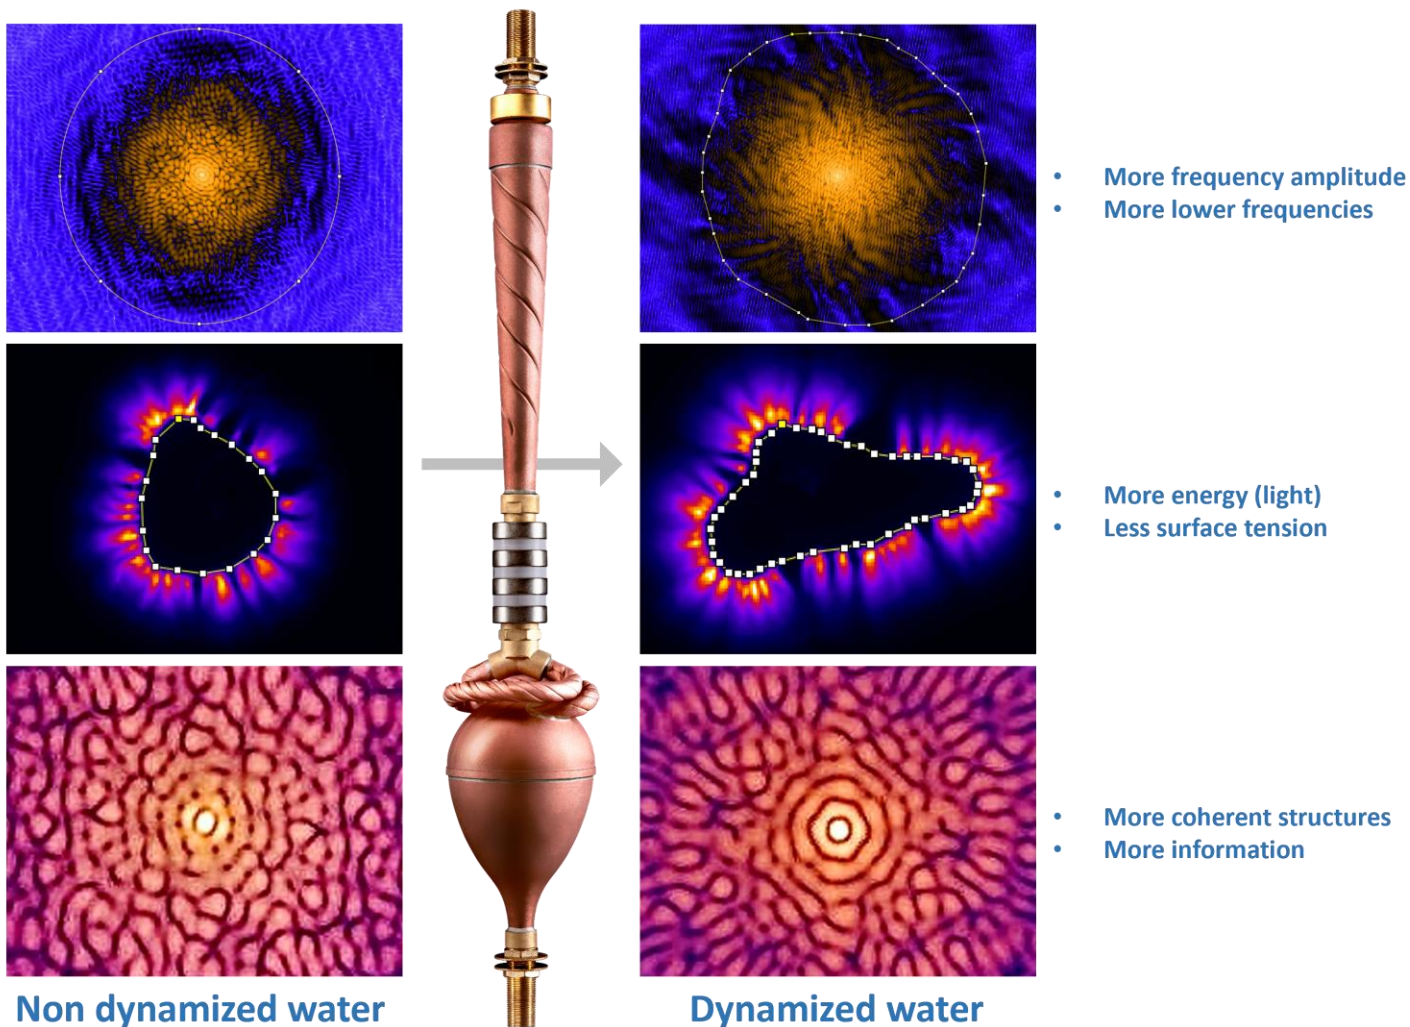 • More frequency amplitude
• More lower frequencies
• More energy (light)
• Less surface tension
• More coherent structures
• More information
Non dynamized water
Dynamized water